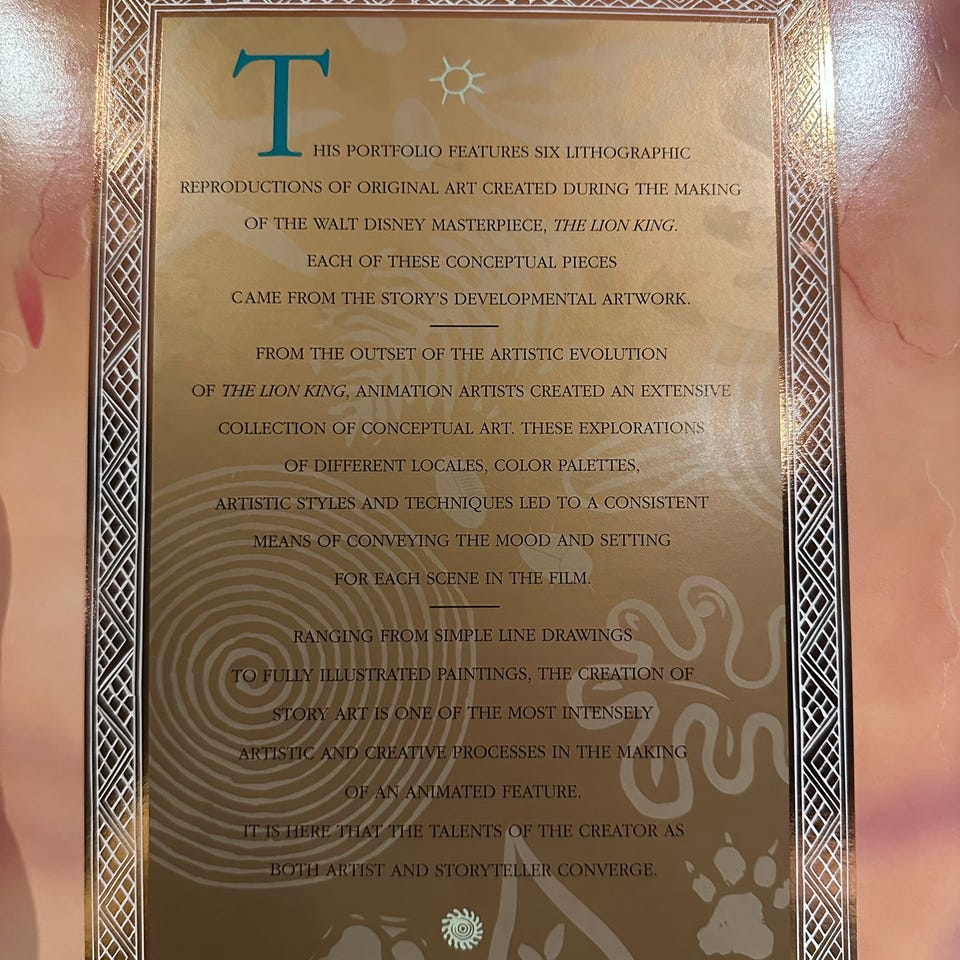 THIS PORTFOLIO FEATURES SIX LITHOGRAPHIC
REPRODUCTIONS OF ORIGINAL ART CREATED DURING THE MAKING
OF THE WALT DISNEY MASTERPIECE, THE LION KING.
EACH OF THESE CONCEPTUAL PIECES
CAME FROM THE STORY'S DEVELOPMENTAL ARTWORK.
FROM THE OUTSET OF THE ARTISTIC EVOLUTION
OF THE LION KING, ANIMATION ARTISTS CREATED AN EXTENSIVE
COLLECTION OF CONCEPTUAL ART. THESE EXPLORATIONS
OF DIFFERENT LOCALES, COLOR PALETTES,
ARTISTIC STYLES AND TECHNIQUES LED TO A CONSISTENT
MEANS OF CONVEYING THE MOOD AND SETTING
FOR EACH SCENE IN THE FILM.
RANGING FROM SIMPLE LINE DRAWINGS
TO FULLY ILLUSTRATED PAINTINGS, THE CREATION OF
STORY ART IS ONE OF THE MOST INTENSELY
ARTISTIC AND CREATIVE PROCESSES IN THE MAKING
OF AN ANIMATED FEATURE.
IT IS HERE THAT THE TALENTS OF THE CREATOR AS
BOTH ARTIST AND STORYTELLER CONVERGE.